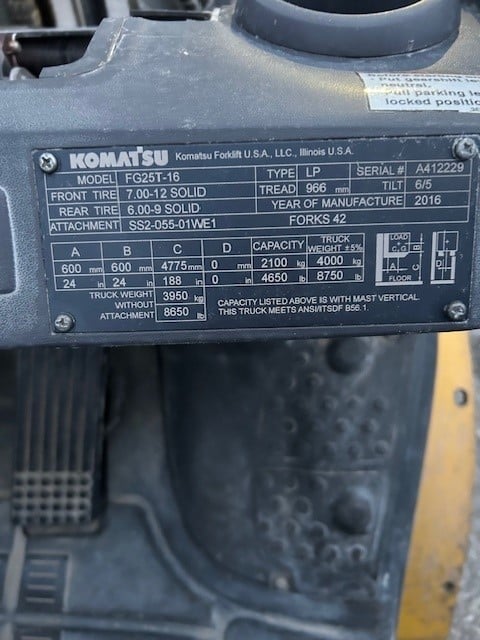 - Put gearshift
neutral.
- Pull parking
locked position
KOMATSU Komatsu Forklift U.S.A., LLC., Illinois U.S.A.
MODEL FG25T-16 TYPE LP SERIAL# A412229
FRONT TIRE 7.00-12 SOLID TREAD 966 mm TILT 6/5
REAR TIRE 6.00-9 SOLID YEAR OF MANUFACTURE 2016
ATTACHMENT SS2-055-01WE1 FORKS 42
A B C D CAPACITY TRUCK WEIGHT ±5%
600 mm 600 mm 4775 mm 0 mm 2100 kg 4000 kg
24 in 24 in 188 in 0 in 4650 lb 8750 lb
TRUCK WEIGHT WITHOUT ATTACHMENT 3950 kg 8650 lb
CAPACITY LISTED ABOVE IS WITH MAST VERTICAL.
THIS TRUCK MEETS ANSI/ITSDF B56.1.
LOAD
C.G.
A
B
C
D
FLOOR